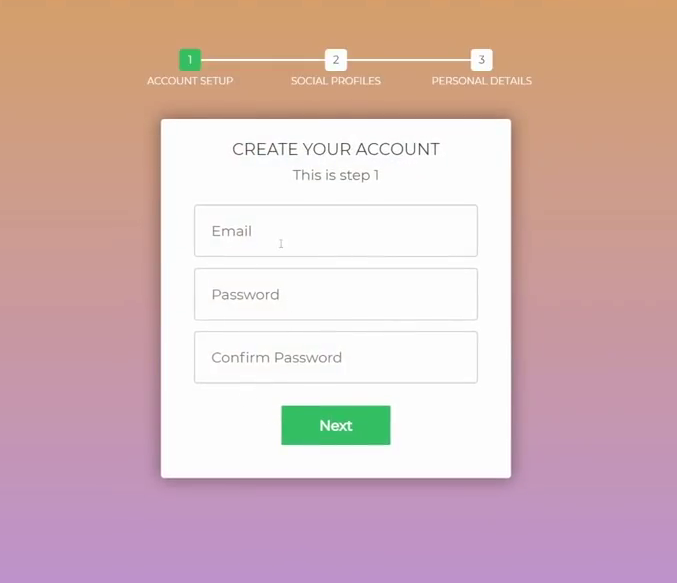 1 2 3
ACCOUNT SETUP SOCIAL PROFILES PERSONAL DETAILS
CREATE YOUR ACCOUNT
This is step 1
Email
Password
Confirm Password
Next